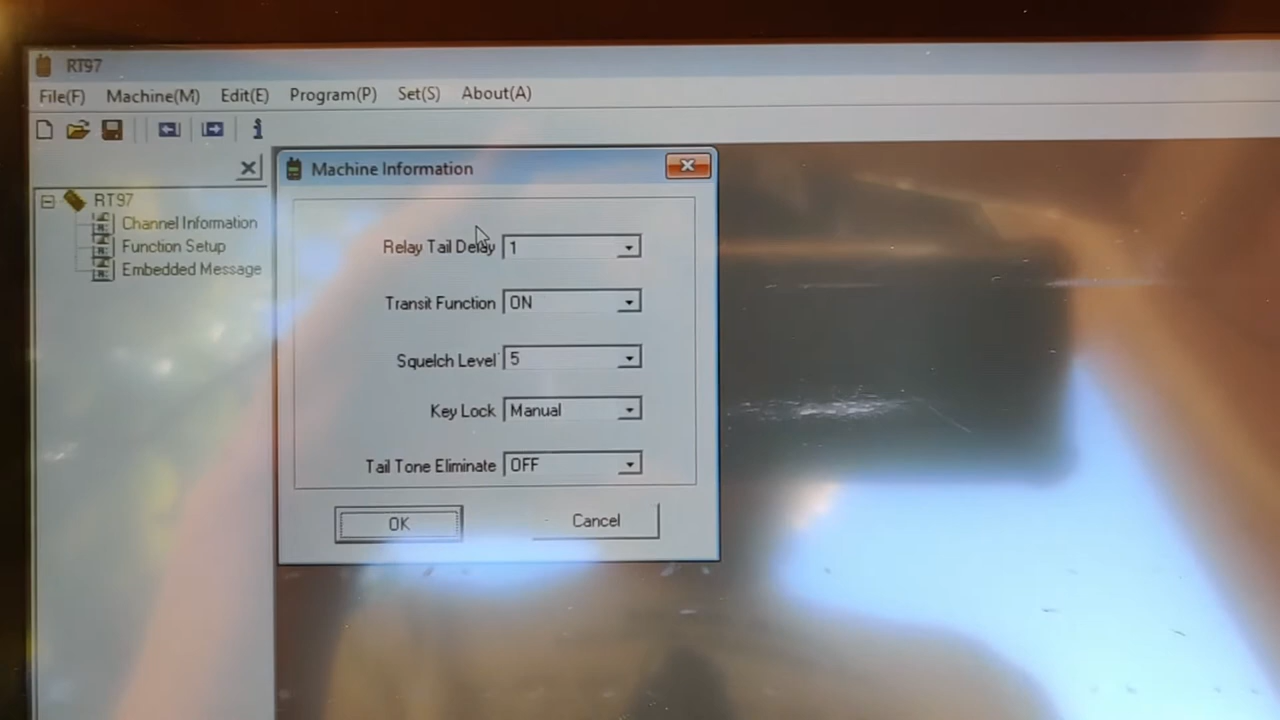 RT97
File(F) Machine(M) Edit(E) Program(P) Set(S) About(A)
RT97
Channel Information
Function Setup
Embedded Message
Machine Information
Relay Tail Delay 1
Transit Function ON
Squelch Level 5
Key Lock Manual
Tail Tone Eliminate OFF
OK Cancel